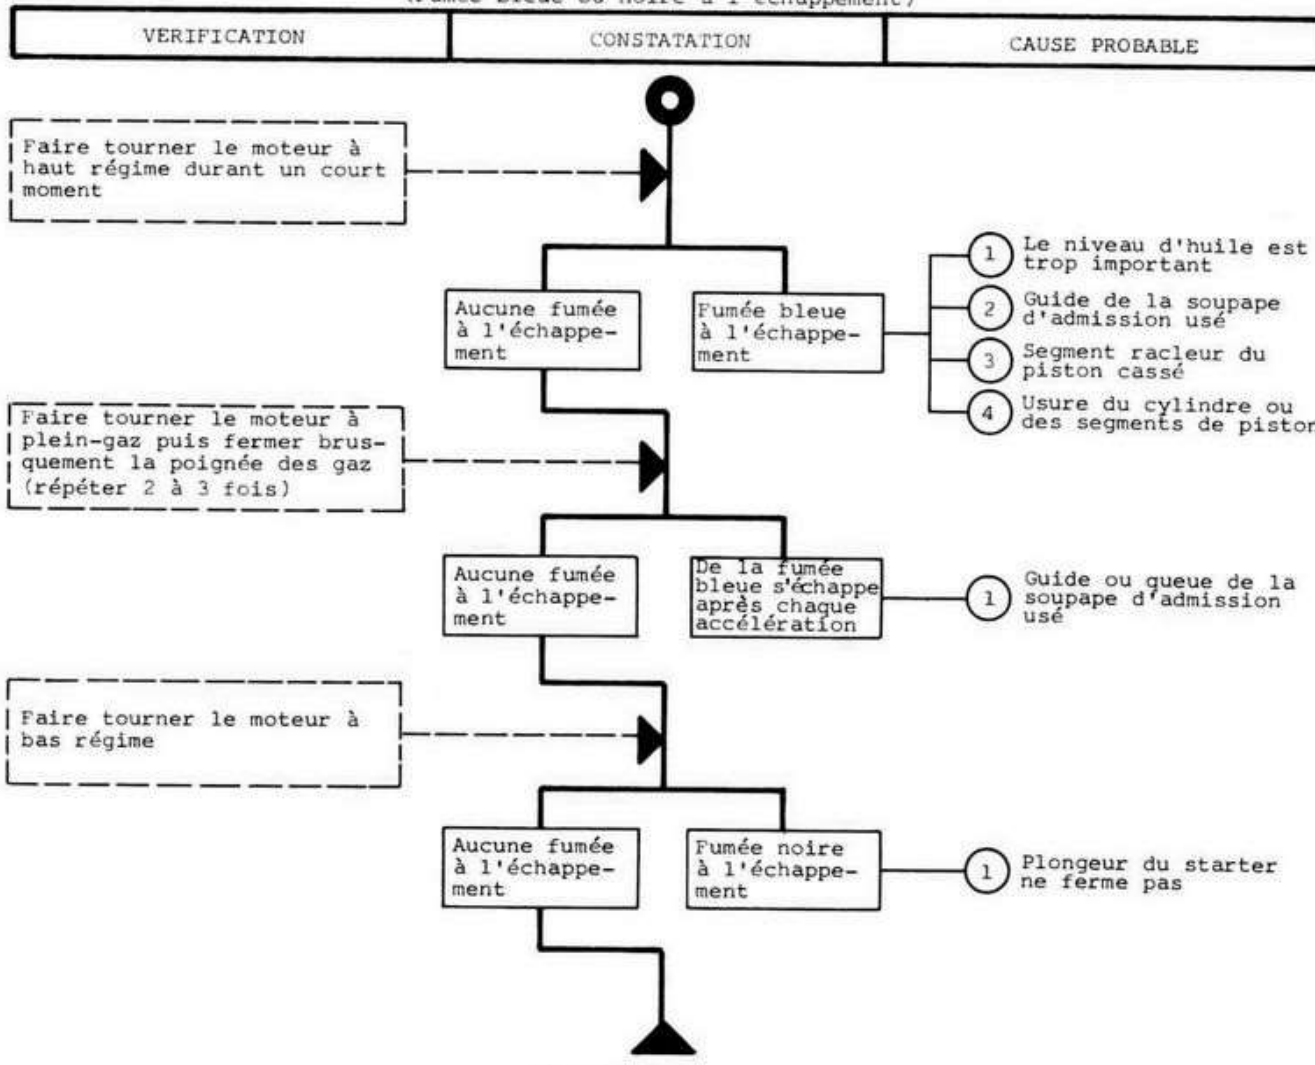 (Fumée bleue ou noire à l'échappement)
VERIFICATION
CONSTATATION
CAUSE PROBABLE
Faire tourner le moteur à
haut régime durant un court
moment
Aucune fumée
à l'échappe-
ment
Fumée bleue
à l'échappe-
ment
1 Le niveau d'huile est
trop important
2 Guide de la soupape
d'admission usé
3 Segment racleur du
piston cassé
4 Usure du cylindre ou
des segments de piston
Faire tourner le moteur à
plein-gaz puis fermer brus-
quement la poignée des gaz
(répéter 2 à 3 fois)
Aucune fumée
à l'échappe-
ment
De la fumée
bleue s'échappe
après chaque
accélération
1 Guide ou queue de la
soupape d'admission
usé
Faire tourner le moteur à
bas régime
Aucune fumée
à l'échappe-
ment
Fumée noire
à l'échappe-
ment
1 Plongeur du starter
ne ferme pas